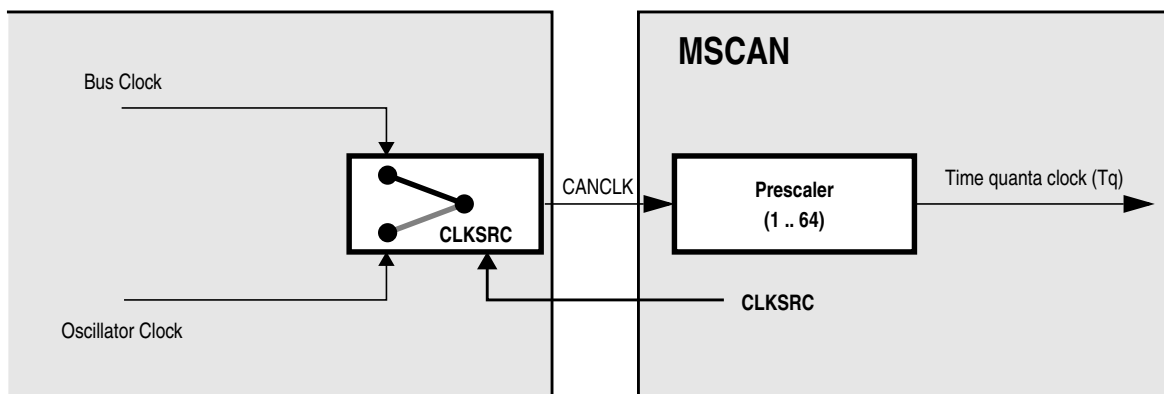 MSCAN
Bus Clock
CANCLK
Prescaler
(1 .. 64)
Time quanta clock (Tq)
CLKSRC
CLKSRC
Oscillator Clock